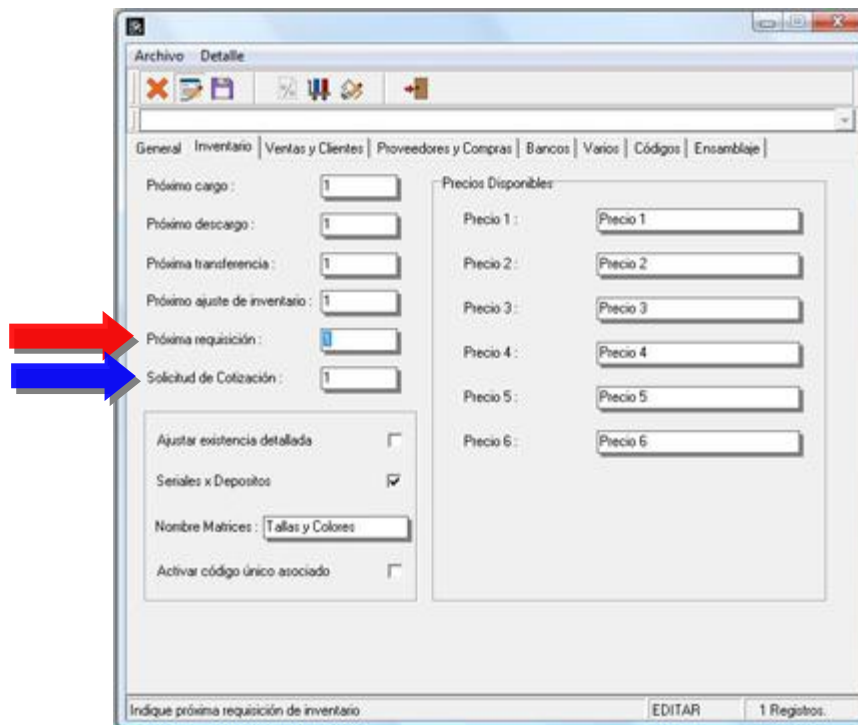 Archivo Detalle
General Inventario Ventas y Clientes Proveedores y Compras Bancos Varios Códigos Ensamblaje
Próximo cargo : 1
Próximo descargo : 1
Próxima transferencia : 1
Próximo ajuste de inventario : 1
Próxima requisición : 1
Solicitud de Cotización : 1
Ajustar existencia detallada
Seriales x Depositos
Nombre Matrices : Tallas y Colores
Activar código único asociado
Precios Disponibles
Precio 1 : Precio 1
Precio 2 : Precio 2
Precio 3 : Precio 3
Precio 4 : Precio 4
Precio 5 : Precio 5
Precio 6 : Precio 6
Indique próxima requisición de inventario EDITAR 1 Registros.